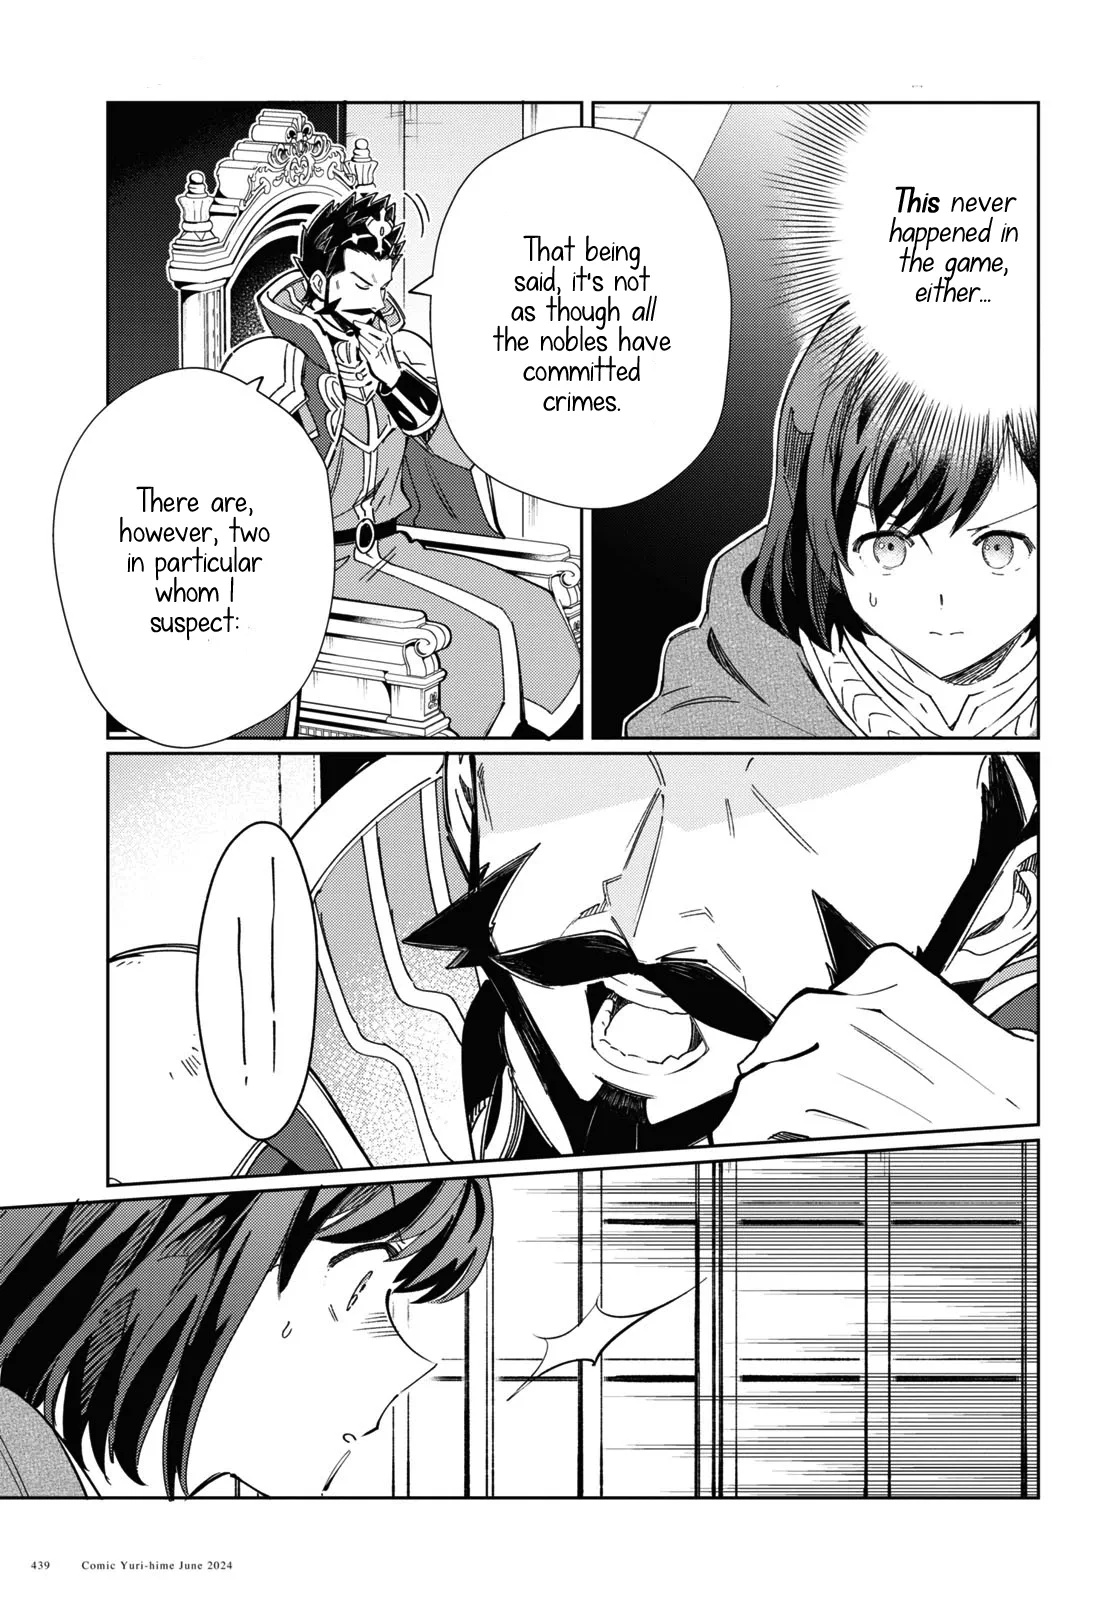 This never
happened in
the game,
either...
That being
said, it's not
as though all
the nobles have
committed
crimes.
There are,
however, two
in particular
whom I
suspect:
439 Comic Yuri-hime June 2024